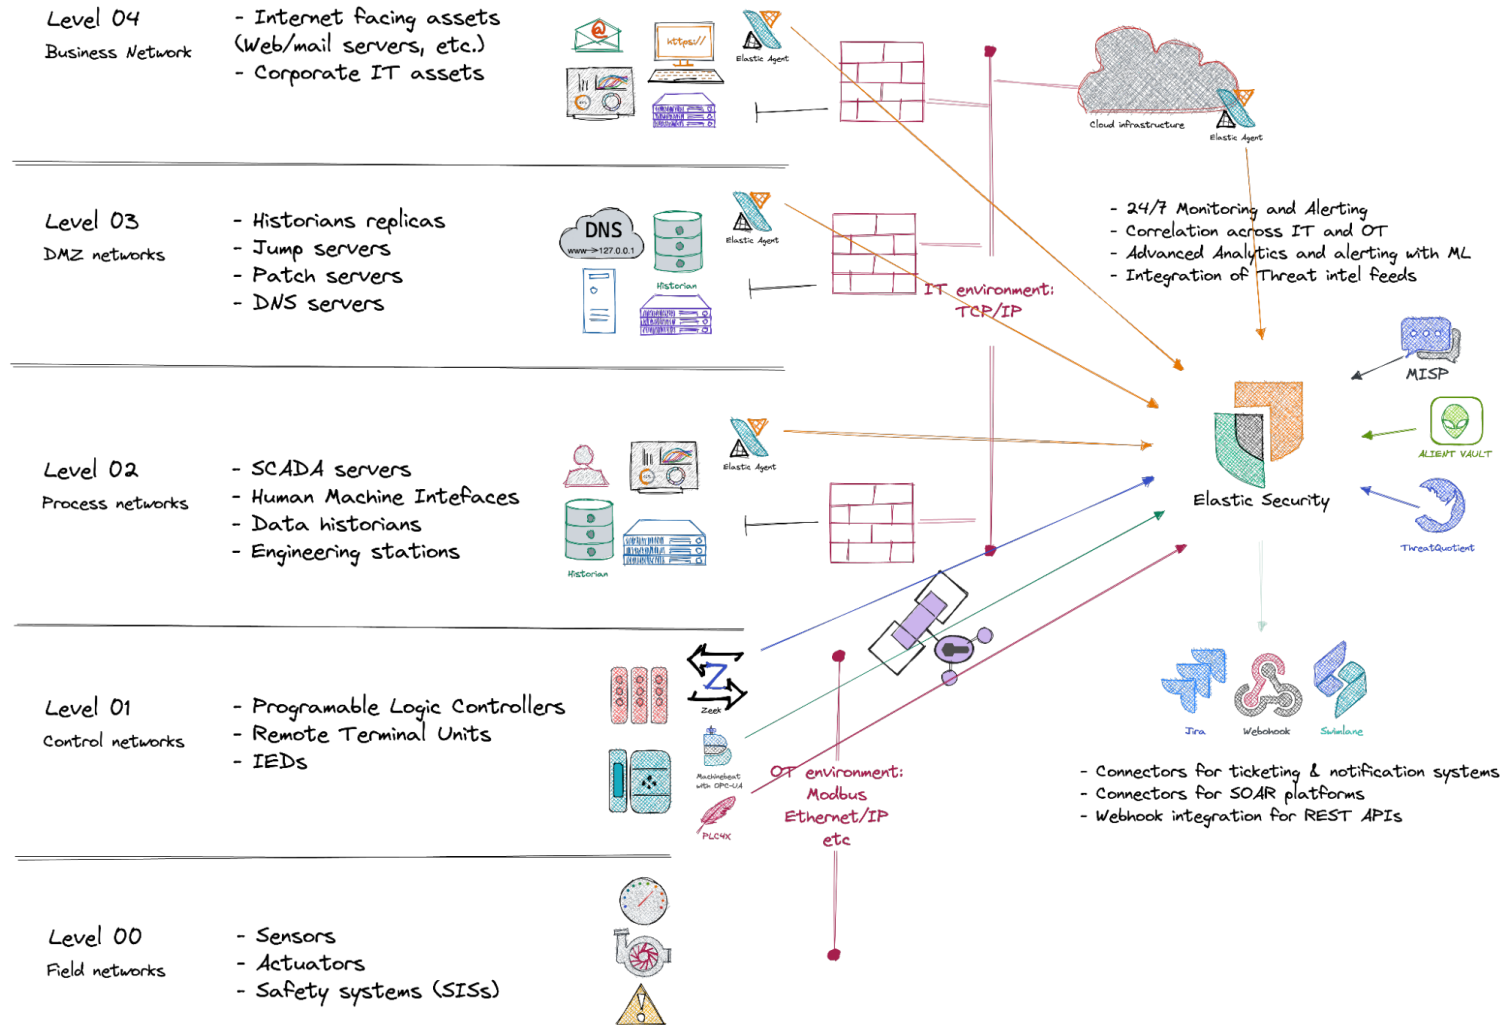 Level 04
Business Network
- Internet facing assets
(Web/mail servers, etc.)
- Corporate IT assets
@
https://
Elastic Agent
Cloud infrastructure
Elastic Agent
Level 03
DMZ networks
- Historians replicas
- Jump servers
- Patch servers
- DNS servers
DNS
www->127.0.0.1
Historian
Elastic Agent
IT environment:
TCP/IP
- 24/7 Monitoring and Alerting
- Correlation across IT and OT
- Advanced Analytics and alerting with ML
- Integration of Threat intel feeds
MISP
ALIENT VAULT
ThreatQuotient
Elastic Security
Level 02
Process networks
- SCADA servers
- Human Machine Intefaces
- Data historians
- Engineering stations
Historian
Elastic Agent
Level 01
Control networks
- Programable Logic Controllers
- Remote Terminal Units
- IEDs
Z
Zeek
Machinebeat
with OPC-UA
PLC4X
OT environment:
Modbus
Ethernet/IP
etc
Jira
Webohook
Swimlane
- Connectors for ticketing & notification systems
- Connectors for SOAR platforms
- Webhook integration for REST APIs
Level 00
Field networks
- Sensors
- Actuators
- Safety systems (SISs)